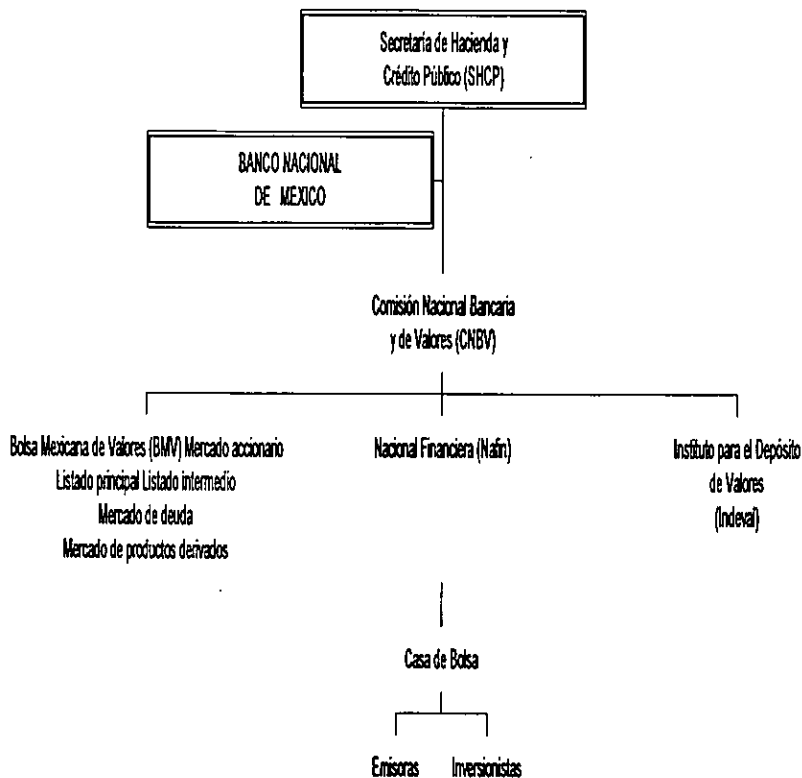 Secretaría de Hacienda y
Crédito Público (SHCP)
BANCO NACIONAL
DE MEXICO
Comisión Nacional Bancaria
y de Valores (CNBV)
Bolsa Mexicana de Valores (BMV) Mercado accionario
Listado principal Listado intermedio
Mercado de deuda
Mercado de productos derivados
Nacional Financiera (Nafin)
Instituto para el Depósito
de Valores
(Indeval)
Casa de Bolsa
Emisoras
Inversionistas